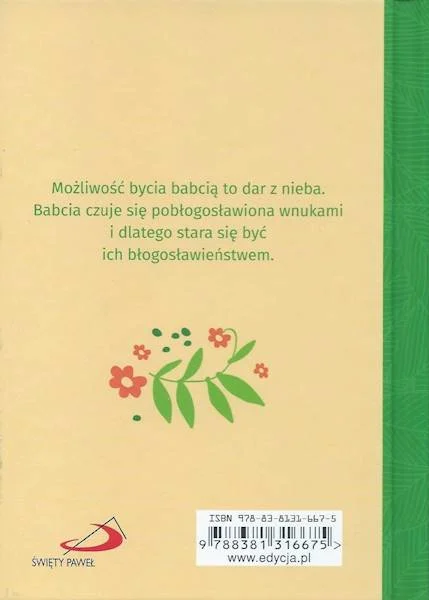 Możliwość bycia babcią to dar z nieba.
Babcia czuje się pobłogosławiona wnukami
i dlatego stara się być
ich błogosławieństwem.
ISBN 978-83-8131-667-5
9 788381 316675 >
www.edycja.pl
ŚWIĘTY PAWEŁ